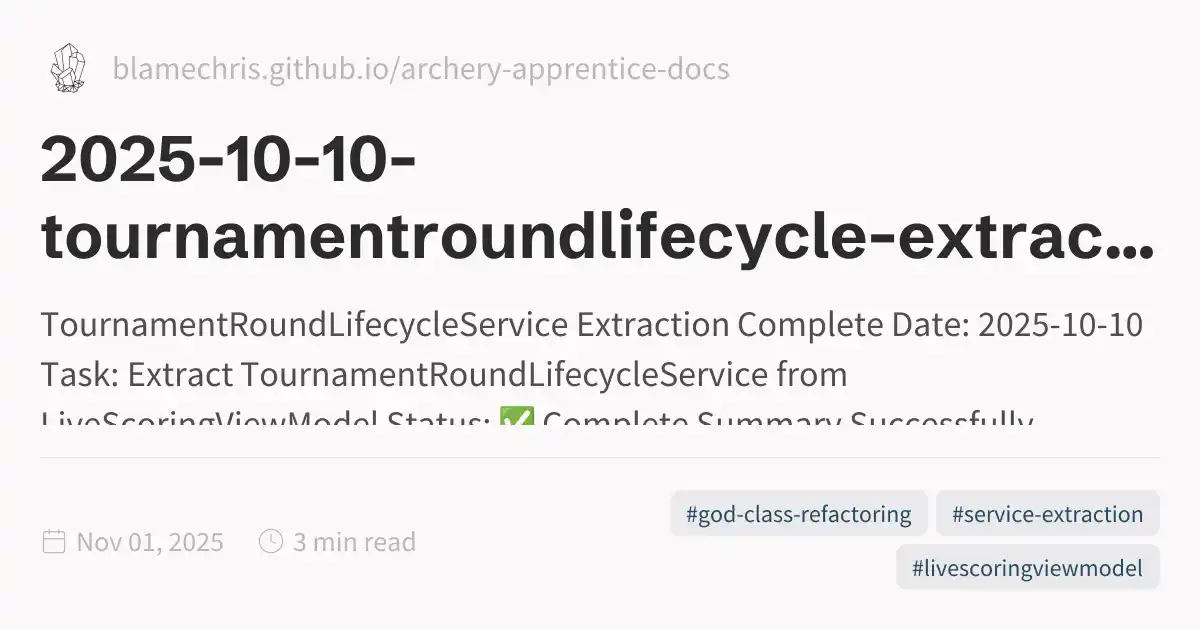 blamechris.github.io/archery-apprentice-docs
2025-10-10-
tournamentroundlifecycle-extrac...
TournamentRoundLifecycleService Extraction Complete Date: 2025-10-10
Task: Extract TournamentRoundLifecycleService from
LiveScoringViewModel Status: ✅ Complete Summary Successfully
#god-class-refactoring #service-extraction
Nov 01, 2025 3 min read
#livescoringviewmodel